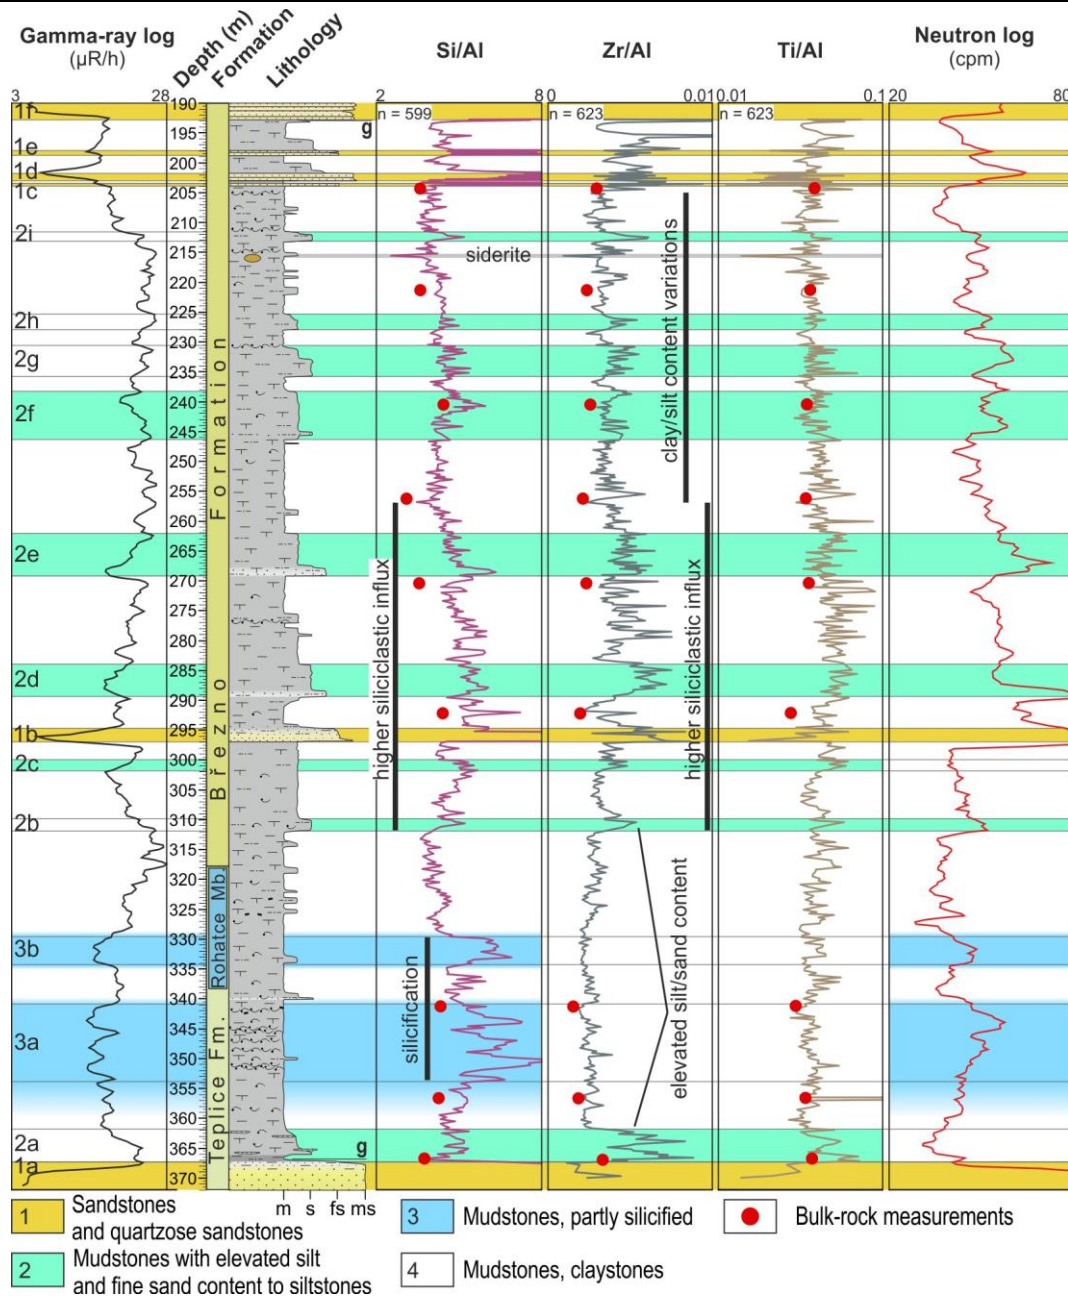 Gamma-ray log
(µR/h)
Depth (m)
Formation
Lithology
Si/Al
Zr/Al
Ti/Al
Neutron log
(cpm)
3 28 2 8 0 0.01 0.01 0.1 120 80
n = 599
n = 623
n = 623
1f
1e
1d
1c
2i
2h
2g
2f
2e
2d
1b
2c
2b
3b
3a
2a
1a
190
195
200
205
210
215
220
225
230
235
240
245
250
255
260
265
270
275
280
285
290
295
300
305
310
315
320
325
330
335
340
345
350
355
360
365
370
Březno Formation
Rohatce Mb.
Teplice Fm.
g
g
m s fs ms
siderite
clay/silt content variations
higher siliciclastic influx
higher siliciclastic influx
silicification
elevated silt/sand content
1 Sandstones
and quartzose sandstones
2 Mudstones with elevated silt
and fine sand content to siltstones
3 Mudstones, partly silicified
4 Mudstones, claystones
Bulk-rock measurements